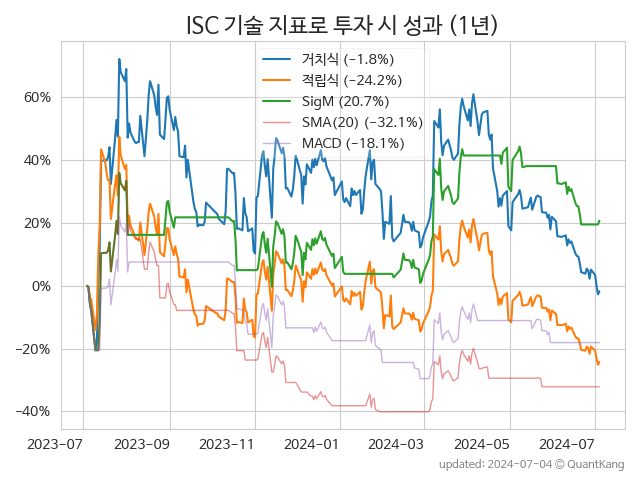 ISC 기술 지표로 투자 시 성과 (1년)
거치식 (−1.8%)
적립식 (−24.2%)
SigM (20.7%)
SMA(20) (−32.1%)
MACD (−18.1%)
60%
40%
20%
0%
−20%
−40%
2023-07 2023-09 2023-11 2024-01 2024-03 2024-05 2024-07
updated: 2024-07-04 © QuantKang